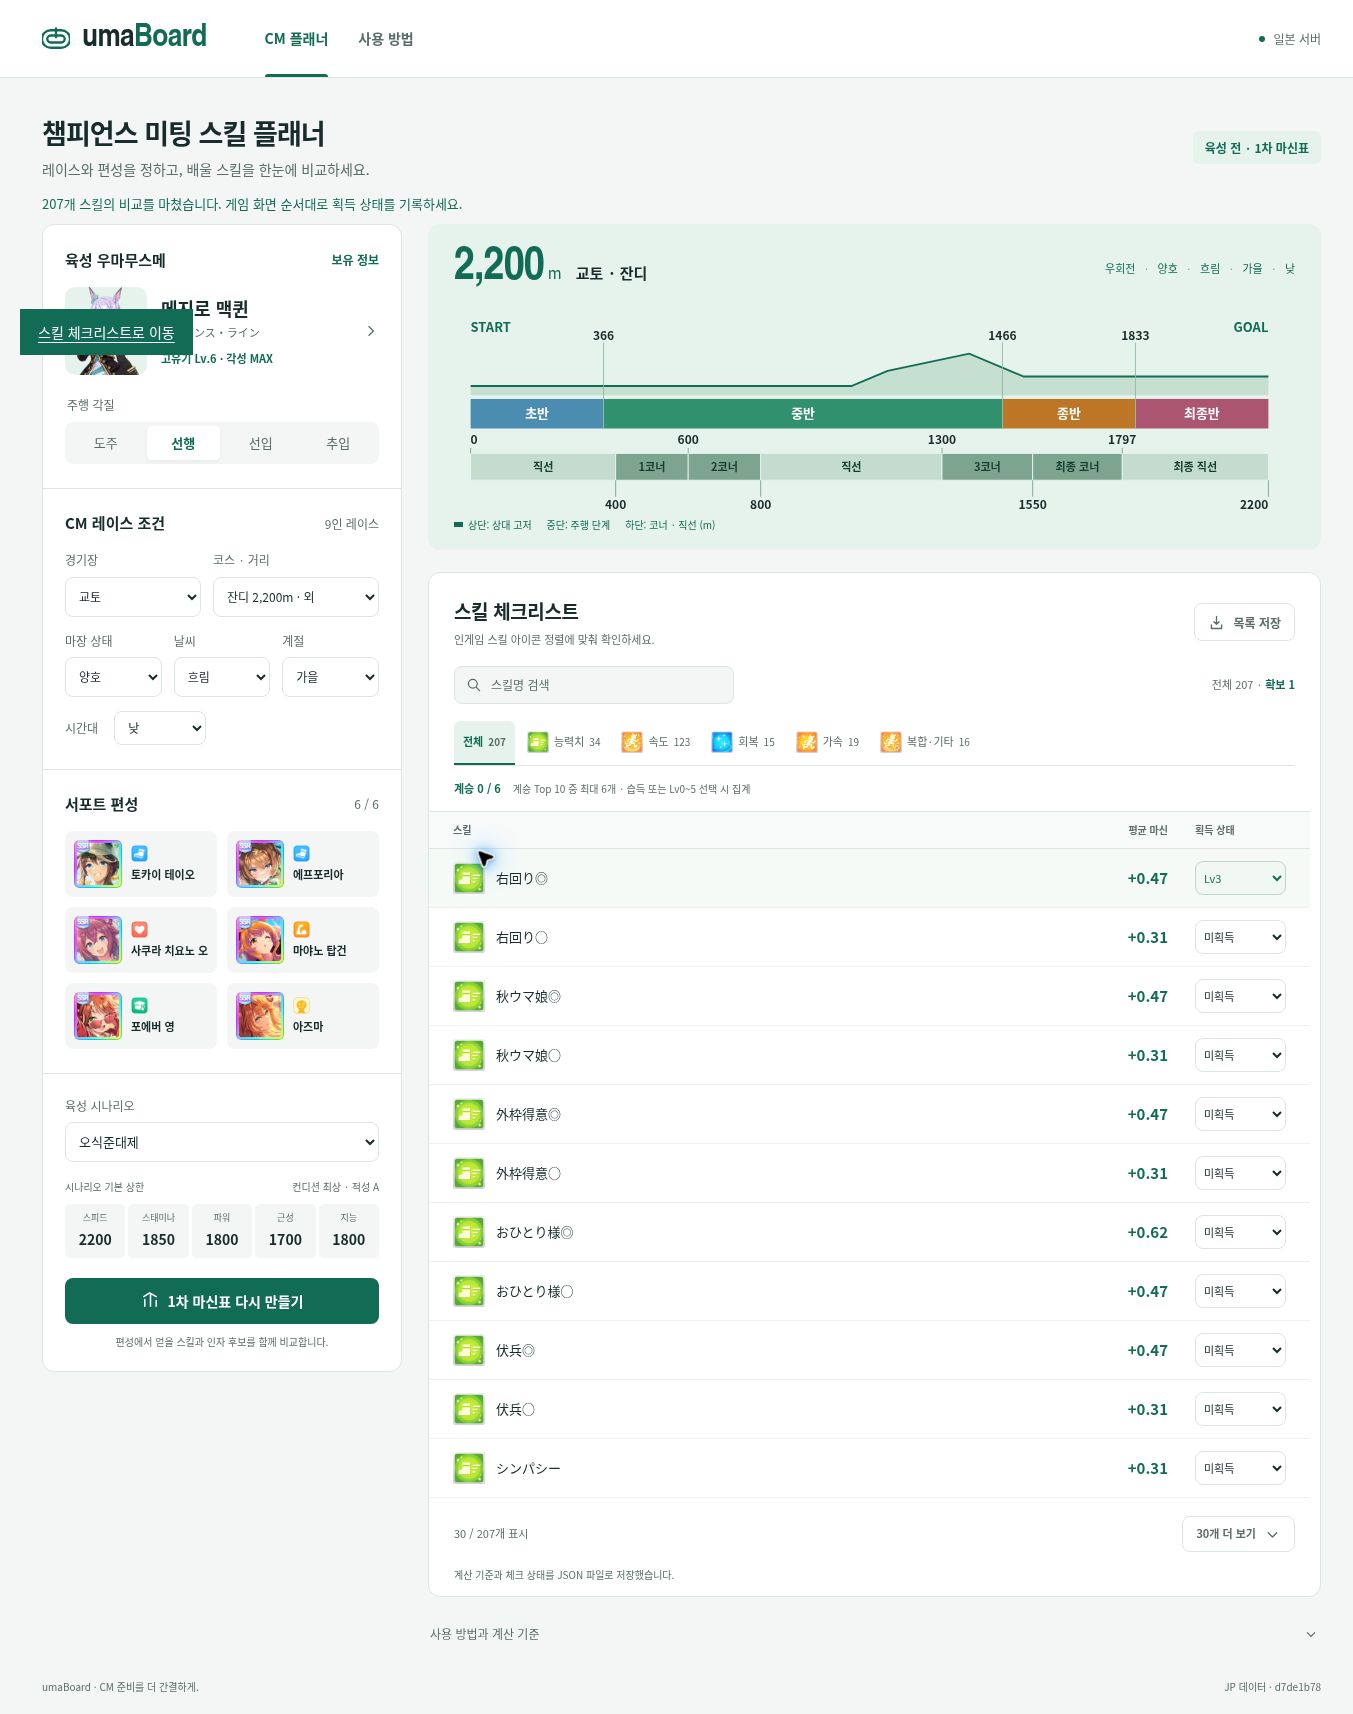 umaBoard
CM 플래너
사용 방법
일본 서버
챔피언스 미팅 스킬 플래너
레이스와 편성을 정하고, 배울 스킬을 한눈에 비교하세요.
육성 전 · 1차 마신표
207개 스킬의 비교를 마쳤습니다. 게임 화면 순서대로 획득 상태를 기록하세요.
육성 우마무스메
보유 정보
로 맥퀸
스킬 체크리스트로 이동
ンス・ライン
고유기 Lv.6 · 각성 MAX
주행 각질
도주
선행
선입
추입
CM 레이스 조건
9인 레이스
경기장
코스 · 거리
교토
잔디 2,200m · 외
마장 상태
날씨
계절
양호
흐림
가을
시간대
낮
서포트 편성
6 / 6
SSR
토카이 테이오
SSR
에프포리아
SSR
사쿠라 치요노 오
SSR
마야노 탑건
SSR
포에버 영
SSR
아즈마
육성 시나리오
오식준대제
시나리오 기본 상한
컨디션 최상 · 적성 A
스피드
스태미나
파워
근성
지능
2200
1850
1800
1700
1800
1차 마신표 다시 만들기
편성에서 얻을 스킬과 인자 후보를 함께 비교합니다.
2,200 m 교토 · 잔디
우회전 · 양호 · 흐림 · 가을 · 낮
START
366
1466
1833
GOAL
초반
중반
종반
최종반
0
600
1300
1797
직선
1코너
2코너
직선
3코너
최종 코너
최종 직선
400
800
1550
2200
상단: 상대 고저
중단: 주행 단계
하단: 코너 · 직선 (m)
스킬 체크리스트
인게임 스킬 아이콘 정렬에 맞춰 확인하세요.
목록 저장
스킬명 검색
전체 207 · 확보 1
전체 207
능력치 34
속도 123
회복 15
가속 19
복합·기타 16
계승 0 / 6
계승 Top 10 중 최대 6개 · 습득 또는 Lv0~5 선택 시 집계
스킬
평균 마신
획득 상태
右回り◎
+0.47
Lv3
右回り○
+0.31
미획득
秋ウマ娘◎
+0.47
미획득
秋ウマ娘○
+0.31
미획득
外枠得意◎
+0.47
미획득
外枠得意○
+0.31
미획득
おひとり様◎
+0.62
미획득
おひとり様○
+0.47
미획득
伏兵◎
+0.47
미획득
伏兵○
+0.31
미획득
シンパシー
+0.31
미획득
30 / 207개 표시
30개 더 보기
계산 기준과 체크 상태를 JSON 파일로 저장했습니다.
사용 방법과 계산 기준
umaBoard · CM 준비를 더 간결하게.
JP 데이터 · d7de1b78